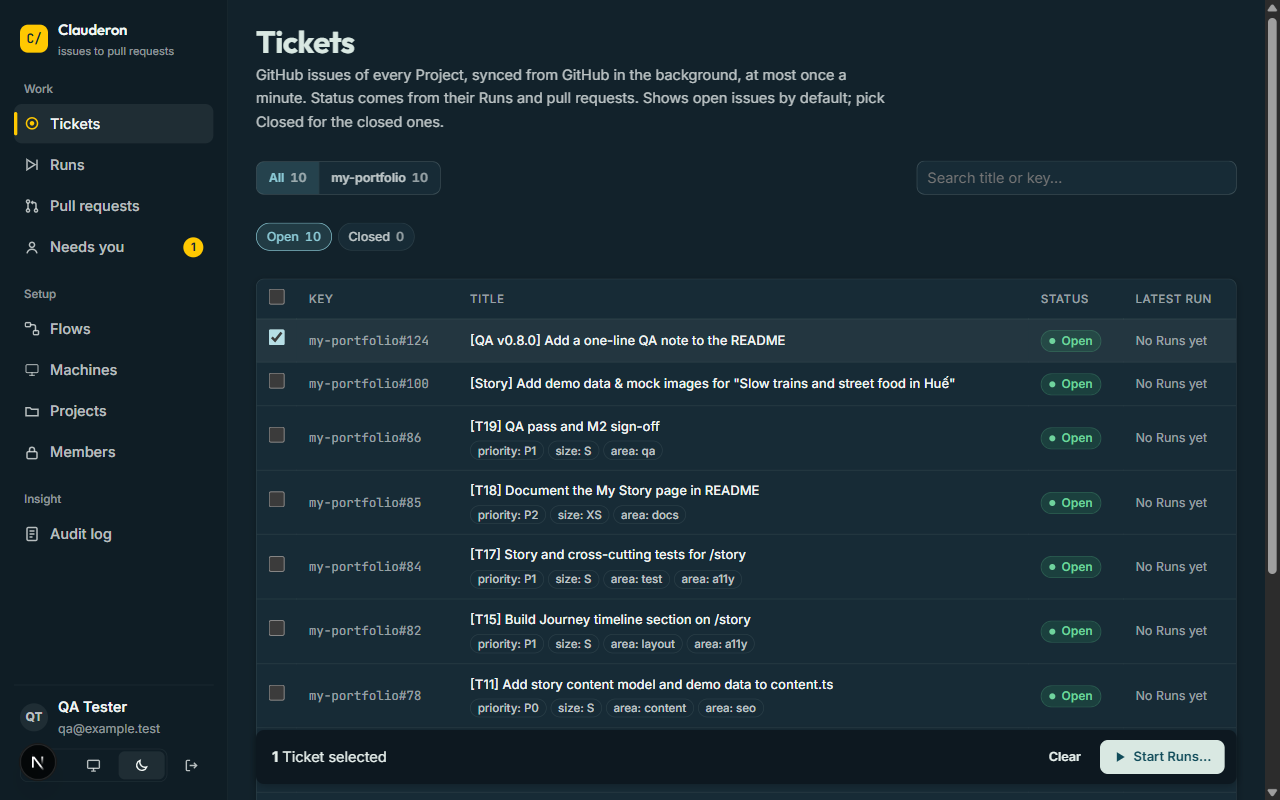 C/
Clauderon
issues to pull requests
Work
Tickets
Runs
Pull requests
Needs you 1
Setup
Flows
Machines
Projects
Members
Insight
Audit log
QT
QA Tester
qa@example.test
N
Tickets
GitHub issues of every Project, synced from GitHub in the background, at most once a
minute. Status comes from their Runs and pull requests. Shows open issues by default; pick
Closed for the closed ones.
All 10 my-portfolio 10
Search title or key...
Open 10 Closed 0
KEY TITLE STATUS LATEST RUN
my-portfolio#124 [QA v0.8.0] Add a one-line QA note to the README Open No Runs yet
my-portfolio#100 [Story] Add demo data & mock images for "Slow trains and street food in Huế" Open No Runs yet
my-portfolio#86 [T19] QA pass and M2 sign-off Open No Runs yet
priority: P1 size: S area: qa
my-portfolio#85 [T18] Document the My Story page in README Open No Runs yet
priority: P2 size: XS area: docs
my-portfolio#84 [T17] Story and cross-cutting tests for /story Open No Runs yet
priority: P1 size: S area: test area: a11y
my-portfolio#82 [T15] Build Journey timeline section on /story Open No Runs yet
priority: P1 size: S area: layout area: a11y
my-portfolio#78 [T11] Add story content model and demo data to content.ts Open No Runs yet
priority: P0 size: S area: content area: seo
1 Ticket selected Clear Start Runs...